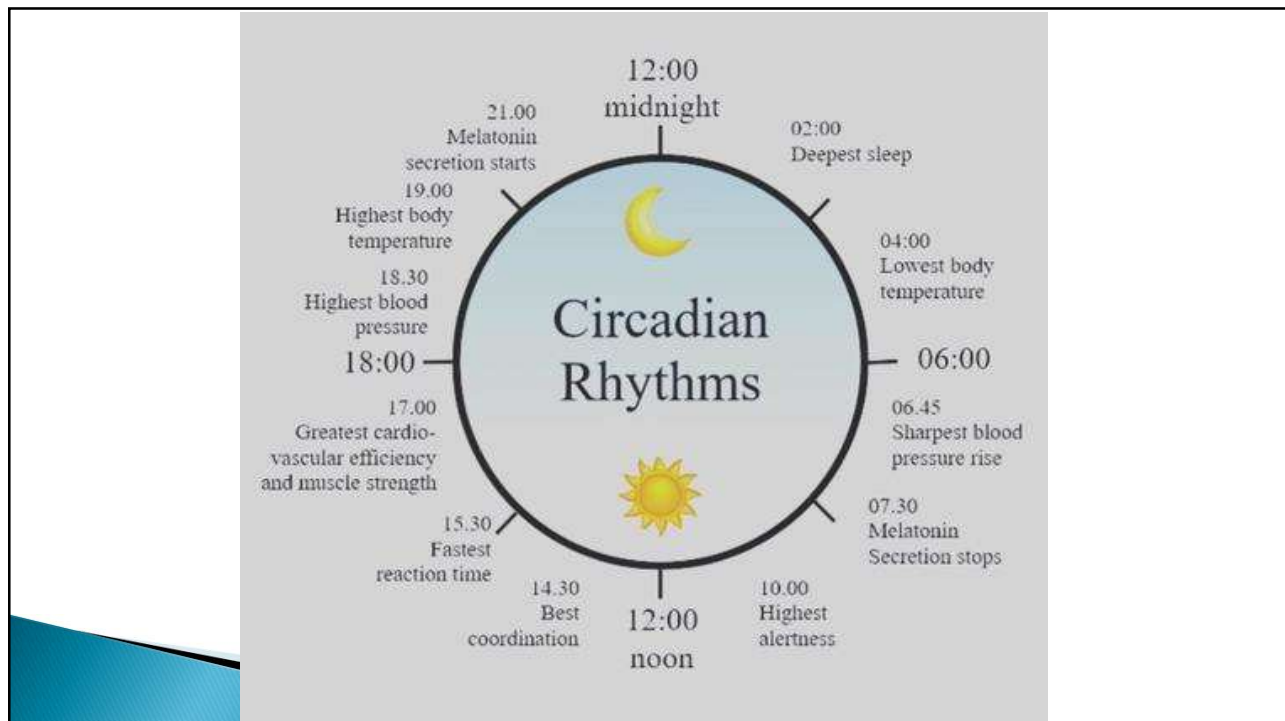 12:00
midnight
02:00
Deepest sleep
04:00
Lowest body
temperature
06:00
06.45
Sharpest blood
pressure rise
07.30
Melatonin
Secretion stops
10.00
Highest
alertness
12:00
noon
14.30
Best
coordination
15.30
Fastest
reaction time
17.00
Greatest cardio-
vascular efficiency
and muscle strength
18:00
18.30
Highest blood
pressure
19.00
Highest body
temperature
21.00
Melatonin
secretion starts
Circadian
Rhythms